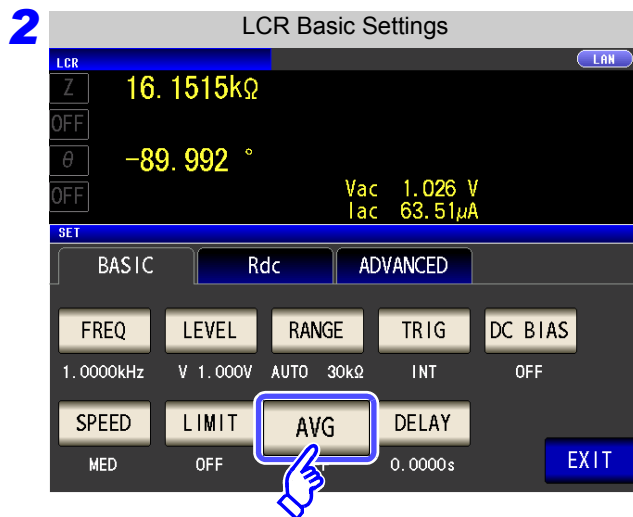 2
LCR Basic Settings
LCR
LAN
Z 16.1515kΩ
OFF
θ -89.992 °
OFF
Vac 1.026 V
Iac 63.51μA
SET
BASIC Rdc ADVANCED
FREQ LEVEL RANGE TRIG DC BIAS
1.0000kHz V 1.000V AUTO 30kΩ INT OFF
SPEED LIMIT AVG DELAY
MED OFF 0.0000s
EXIT